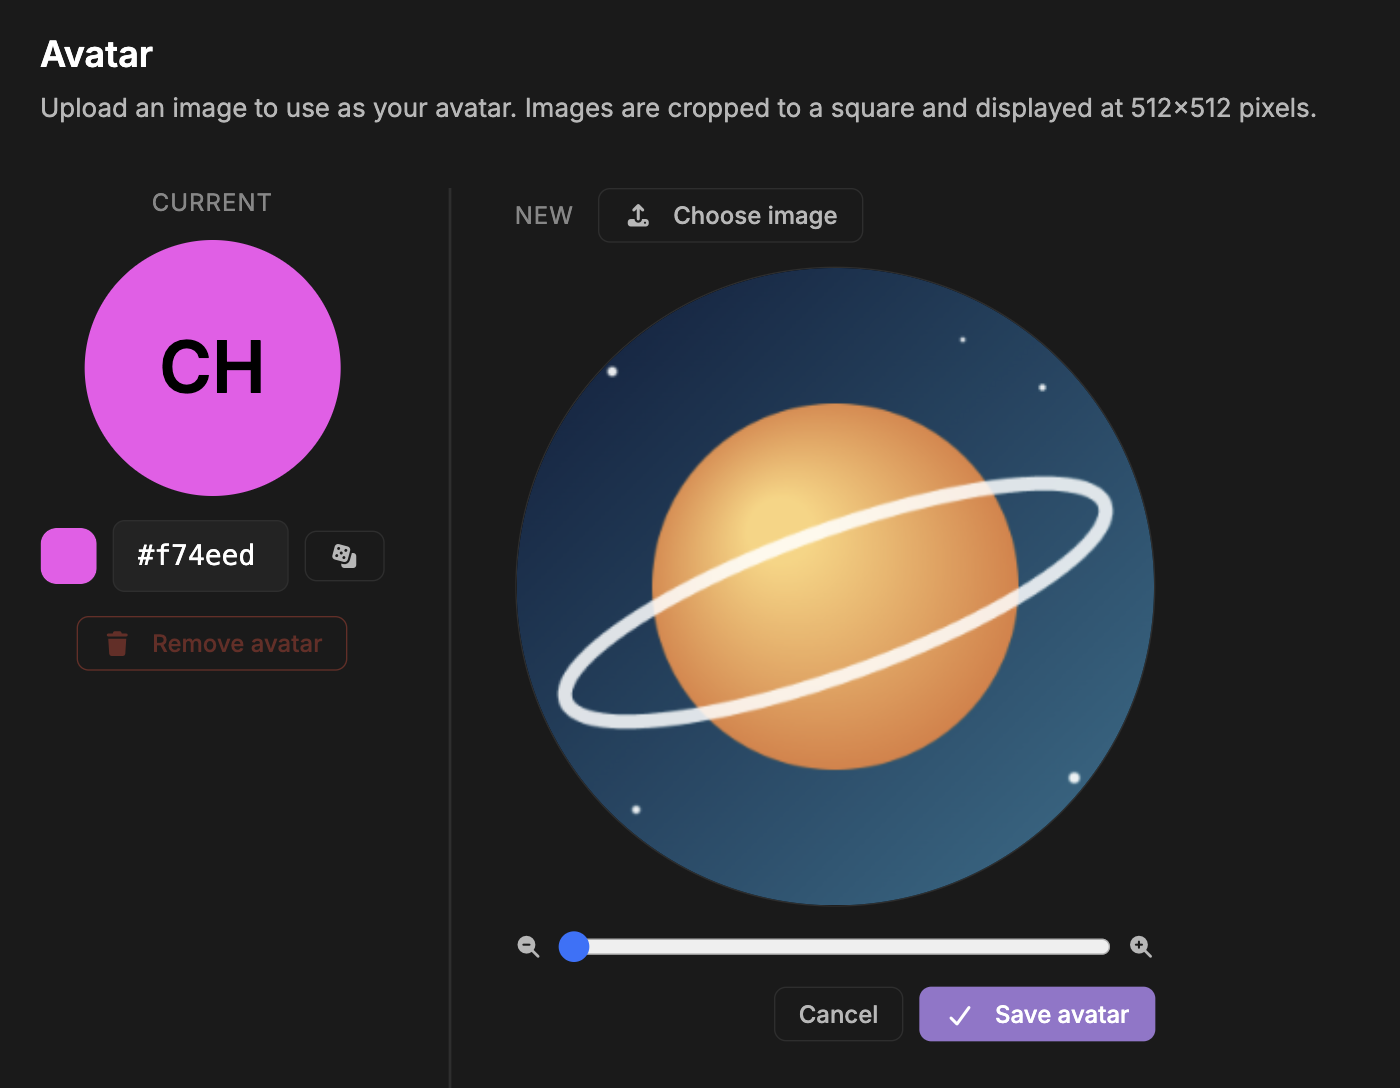 Avatar
Upload an image to use as your avatar. Images are cropped to a square and displayed at 512×512 pixels.
CURRENT
CH
#f74eed
Remove avatar
NEW
Choose image
Cancel
Save avatar